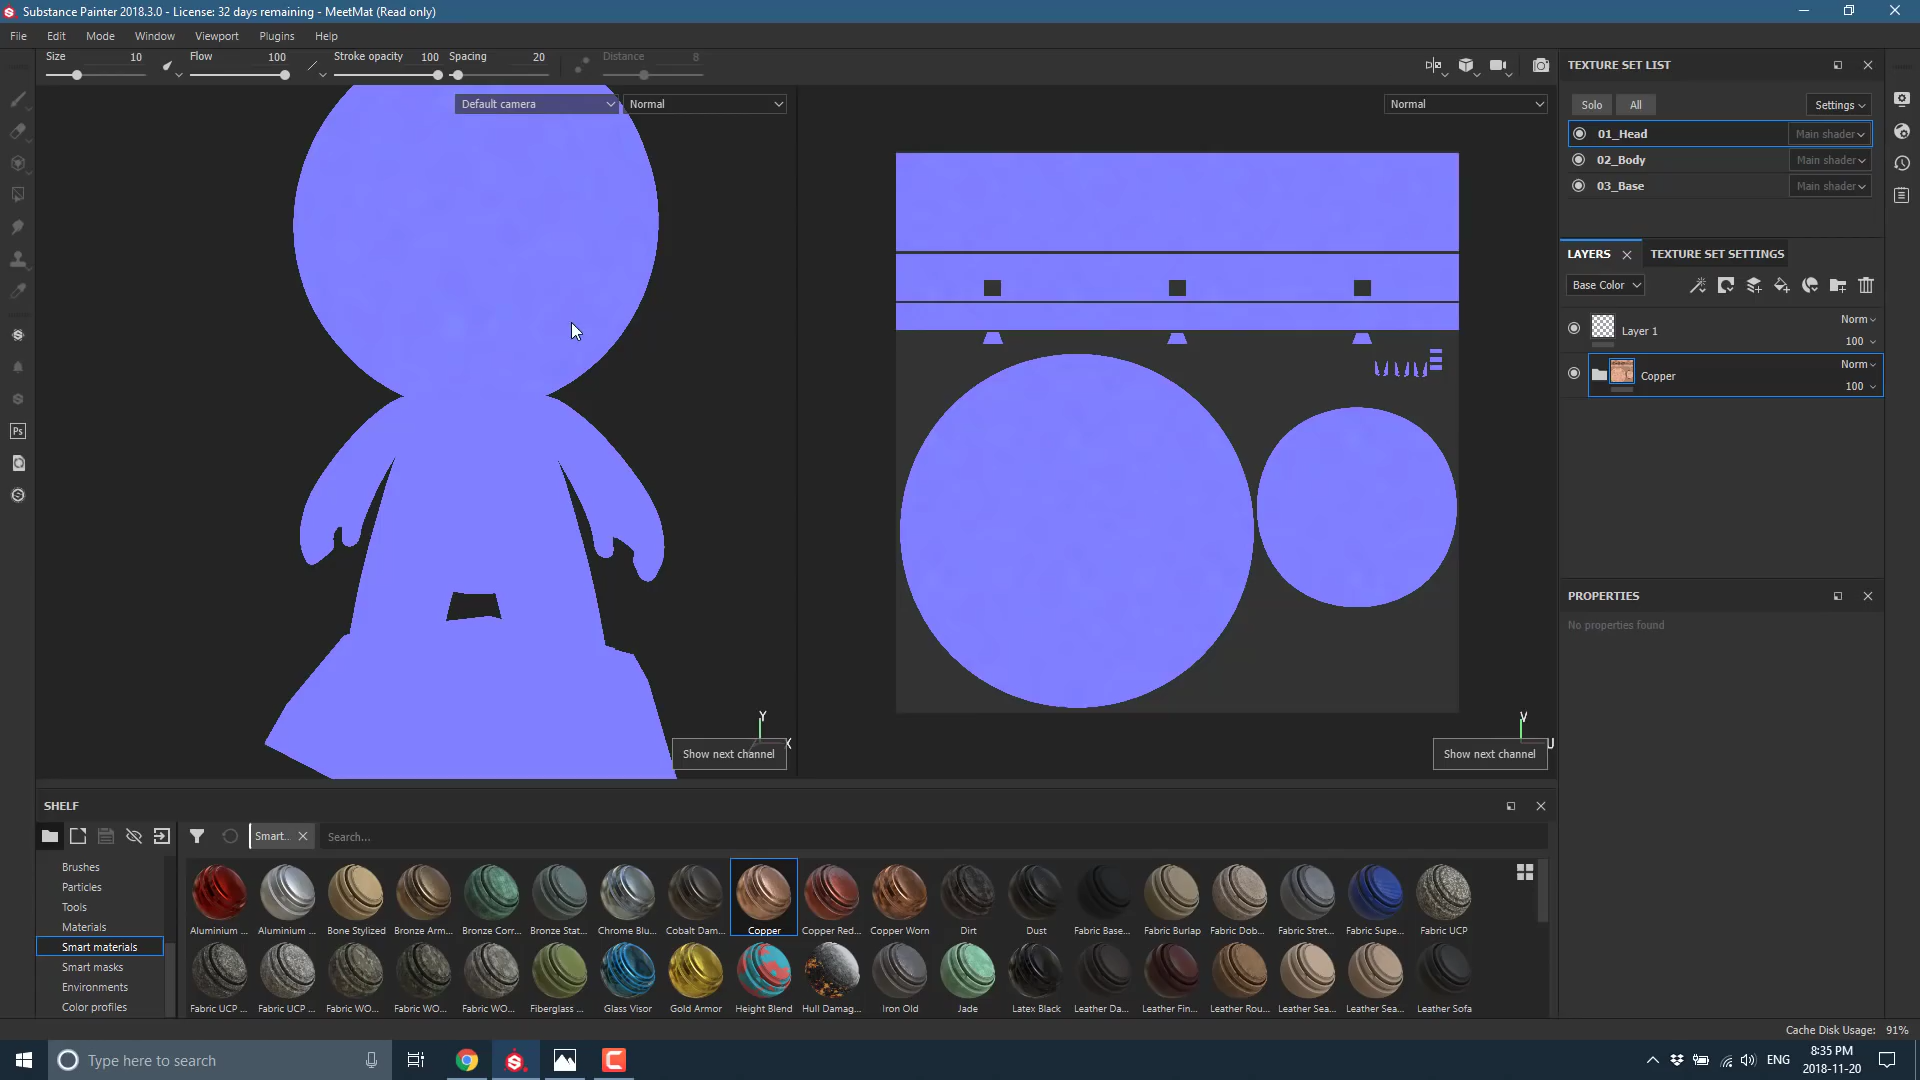 Substance Painter 2018.3.0 - License: 32 days remaining - MeetMat (Read only)
File Edit Mode Window Viewport Plugins Help
Size 10 Flow 100 Stroke opacity 100 Spacing 20 Distance 8
Default camera Normal Normal
TEXTURE SET LIST
Solo All Settings
01_Head Main shader
02_Body Main shader
03_Base Main shader
LAYERS TEXTURE SET SETTINGS
Base Color
Layer 1 Norm 100
Copper Norm 100
PROPERTIES
No properties found
Y X
V U
Show next channel Show next channel
SHELF
Smart.. Search...
Brushes
Particles
Tools
Materials
Smart materials
Smart masks
Environments
Color profiles
Aluminium ... Aluminium ... Bone Stylized Bronze Arm... Bronze Corr... Bronze Stat... Chrome Blu... Cobalt Dam... Copper Copper Red... Copper Worn Dirt Dust Fabric Base... Fabric Burlap Fabric Dob... Fabric Stret... Fabric Supe... Fabric UCP
Fabric UCP ... Fabric UCP ... Fabric WO... Fabric WO... Fabric WO... Fiberglass ... Glass Visor Gold Armor Height Blend Hull Damag... Iron Old Jade Latex Black Leather Da... Leather Fin... Leather Rou... Leather Sea... Leather Sea... Leather Sofa
Cache Disk Usage: 91%
Type here to search
Ps
ENG
8:35 PM
2018-11-20